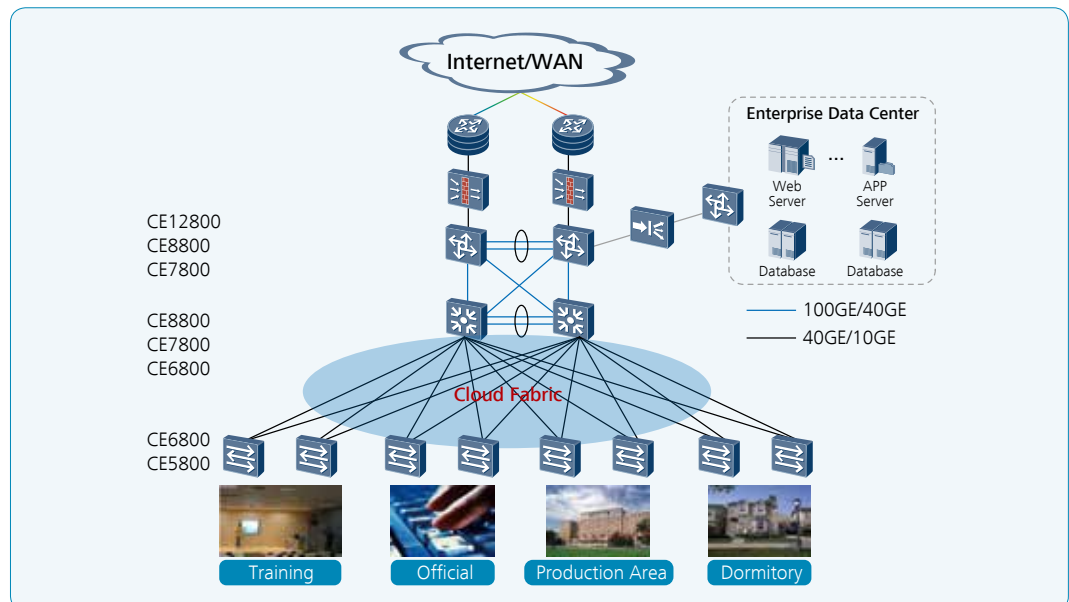 Internet/WAN
Enterprise Data Center
...
Web
Server
APP
Server
Database
Database
CE12800
CE8800
CE7800
100GE/40GE
40GE/10GE
CE8800
CE7800
CE6800
Cloud Fabric
CE6800
CE5800
Training
Official
Production Area
Dormitory